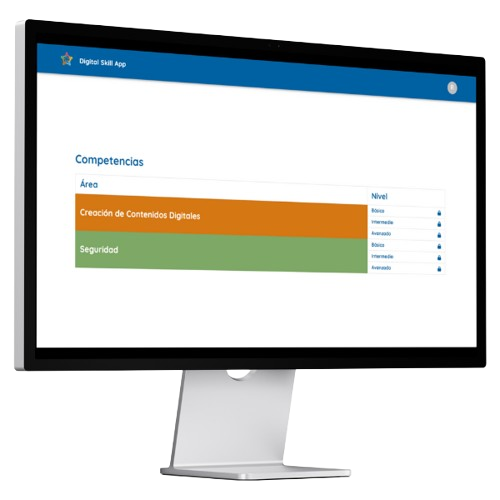 Digital Skill App
Competencias
Área
Nivel
Creación de Contenidos Digitales
Básico
Intermedio
Avanzado
Seguridad
Básico
Intermedio
Avanzado